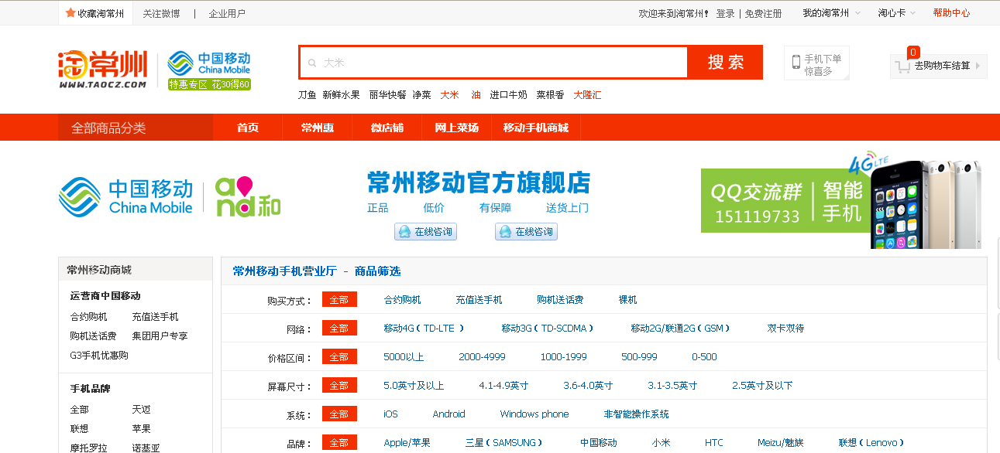 收藏淘常州 关注微博 | 企业用户 欢迎来到淘常州! 登录 | 免费注册 我的淘常州 淘心卡 帮助中心
淘常州 WWW.TAOCZ.COM 中国移动 China Mobile 特惠专区 花30得60
大米 搜 索
手机下单 惊喜多
0 去购物车结算
刀鱼 新鲜水果 丽华快餐 净菜 大米 油 进口牛奶 菜根香 大隆汇
全部商品分类 首页 常州惠 微店铺 网上菜场 移动手机商城
中国移动 China Mobile and和
常州移动官方旗舰店
正品 低价 有保障 送货上门
在线咨询 在线咨询
QQ交流群 151119733 智能手机 4G LTE
常州移动商城
运营商中国移动
合约购机 充值送手机
购机送话费 集团用户专享
G3手机优惠购
手机品牌
全部 天迈
联想 苹果
摩托罗拉 诺基亚
常州移动手机营业厅 - 商品筛选
购买方式: 全部 合约购机 充值送手机 购机送话费 裸机
网络: 全部 移动4G(TD-LTE ) 移动3G(TD-SCDMA) 移动2G/联通2G(GSM) 双卡双待
价格区间: 全部 5000以上 2000-4999 1000-1999 500-999 0-500
屏幕尺寸: 全部 5.0英寸及以上 4.1-4.9英寸 3.6-4.0英寸 3.1-3.5英寸 2.5英寸及以下
系统: 全部 iOS Android Windows phone 非智能操作系统
品牌: 全部 Apple/苹果 三星(SAMSUNG) 中国移动 小米 HTC Meizu/魅族 联想(Lenovo)